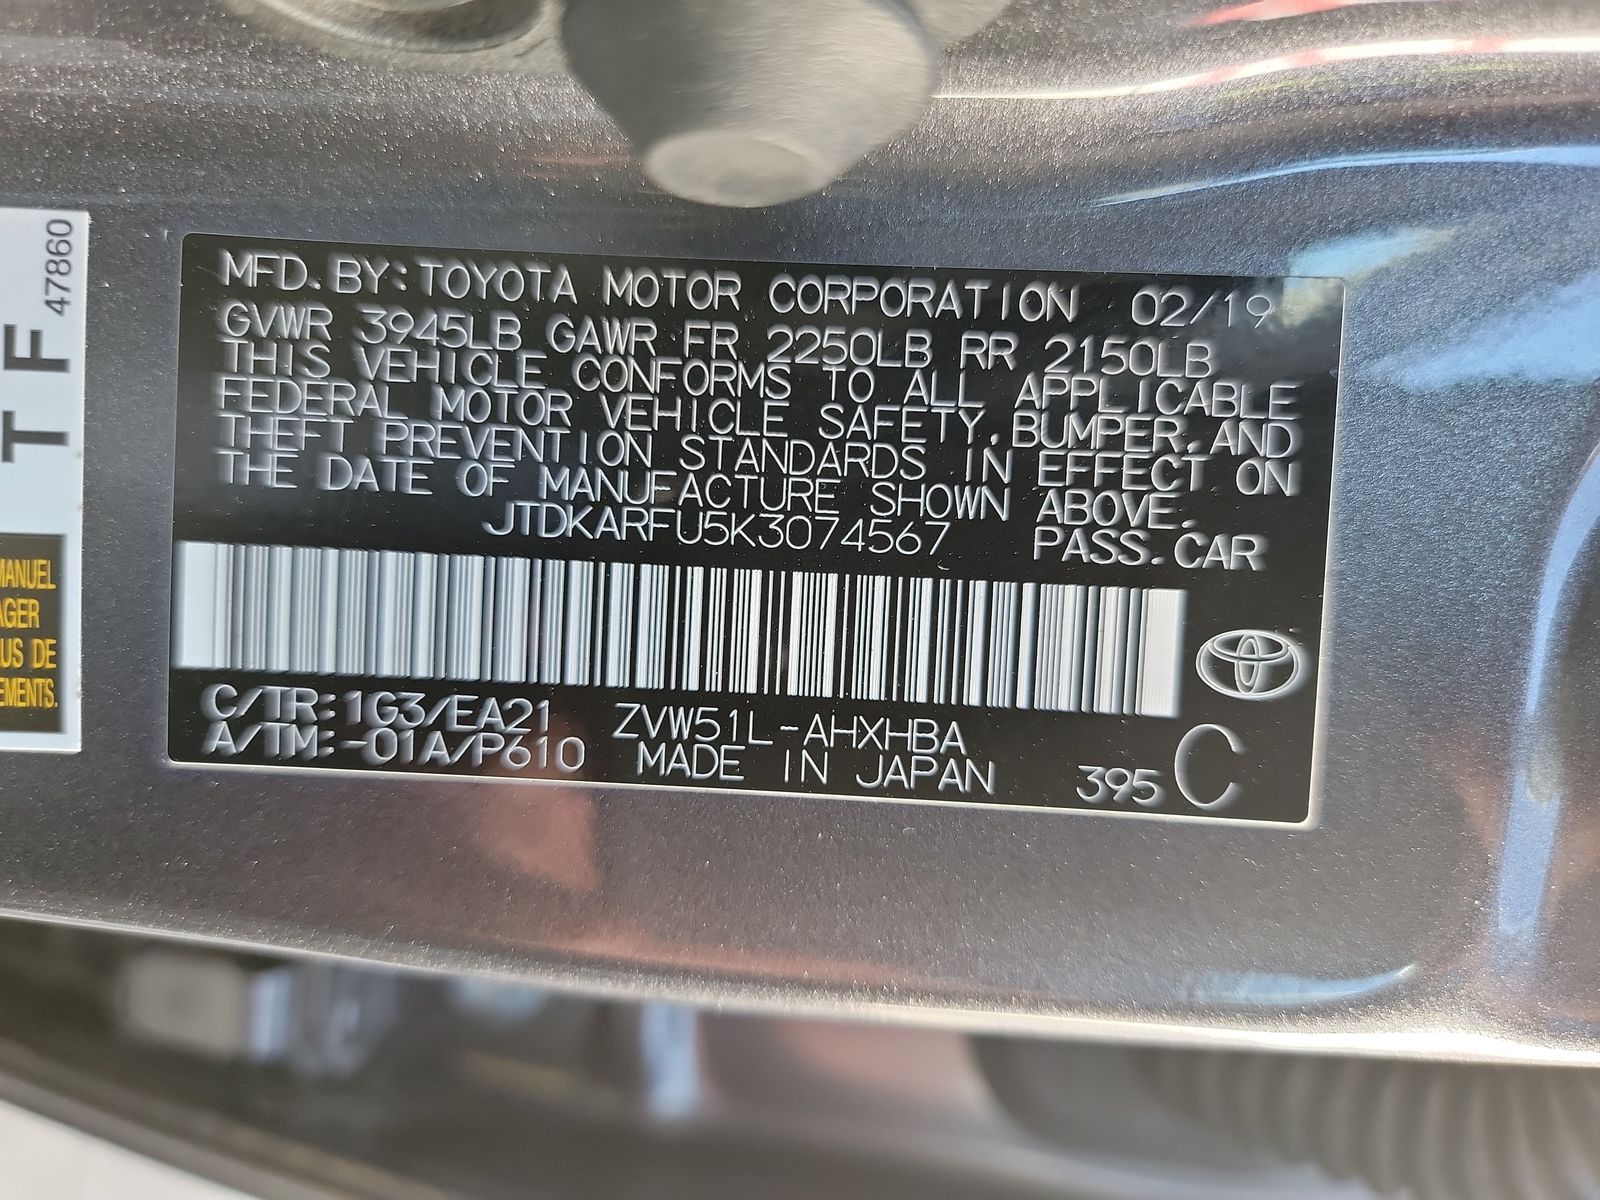 47860
T F
MANUEL
AGER
LUS DE
EMENTS.
MFD. BY: TOYOTA MOTOR CORPORATION 02/19
GVWR 3945LB GAWR FR 2250LB RR 2150LB
THIS VEHICLE CONFORMS TO ALL APPLICABLE
FEDERAL MOTOR VEHICLE SAFETY, BUMPER, AND
THEFT PREVENTION STANDARDS IN EFFECT ON
THE DATE OF MANUFACTURE SHOWN ABOVE.
JTDKARFU5K3074567 PASS. CAR
C/TR: 1G3/EA21 ZVW51L-AHXHBA
A/TM: -01A/P610 MADE IN JAPAN 395 C